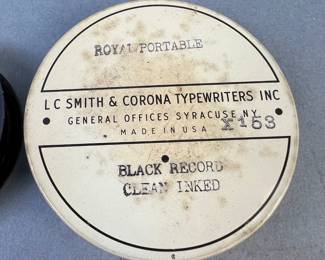 ROYAL PORTABLE
L C SMITH & CORONA TYPEWRITERS INC
GENERAL OFFICES SYRACUSE N.Y.
MADE IN USA X153
BLACK RECORD
CLEAN INKED